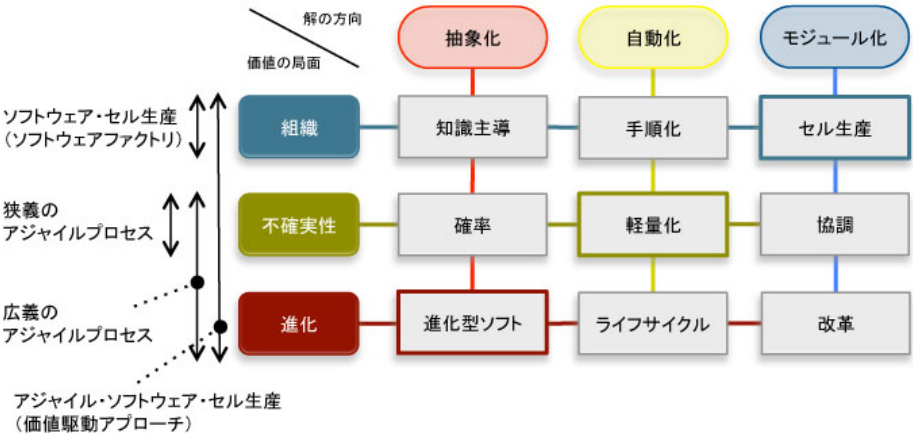 解の方向
価値の局面
抽象化
自動化
モジュール化
ソフトウェア・セル生産
（ソフトウェアファクトリ）
組織
知識主導
手順化
セル生産
狭義の
アジャイルプロセス
不確実性
確率
軽量化
協調
広義の
アジャイルプロセス
進化
進化型ソフト
ライフサイクル
改革
アジャイル・ソフトウェア・セル生産
（価値駆動アプローチ）